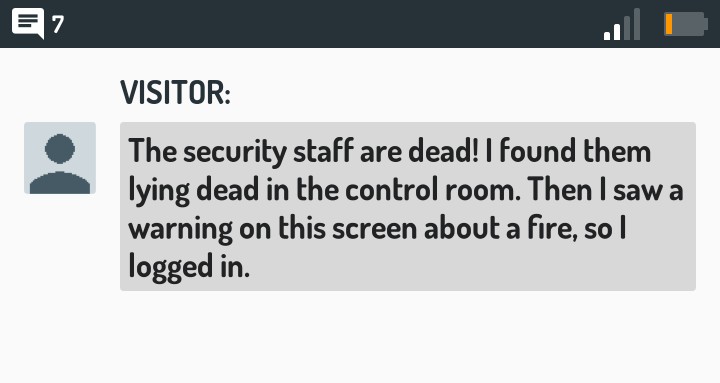 7
VISITOR:
The security staff are dead! I found them
lying dead in the control room. Then I saw a
warning on this screen about a fire, so I
logged in.